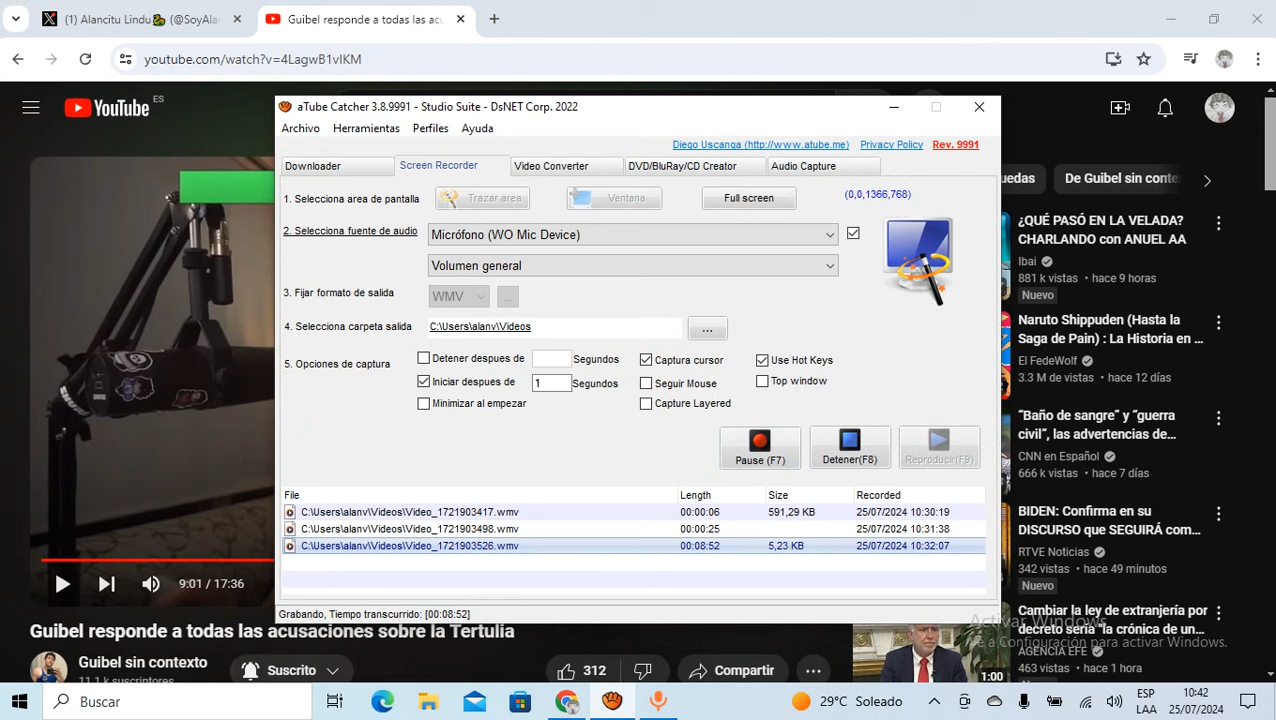 (1) Alancitu Lindu🐲 (@SoyAla
Guibel responde a todas las acu
youtube.com/watch?v=4LagwB1vIKM
YouTube ES
aTube Catcher 3.8.9991 - Studio Suite - DsNET Corp. 2022
Archivo Herramientas Perfiles Ayuda
Diego Uscanga (http://www.atube.me) Privacy Policy Rev. 9991
Downloader Screen Recorder Video Converter DVD/BluRay/CD Creator Audio Capture
1. Selecciona area de pantalla Trazar area Ventana Full screen (0,0,1366,768)
2. Selecciona fuente de audio Micrófono (WO Mic Device)
Volumen general
3. Fijar formato de salida WMV ...
4. Selecciona carpeta salida C:\Users\alanv\Videos ...
5. Opciones de captura
Detener despues de Segundos Captura cursor Use Hot Keys
Iniciar despues de 1 Segundos Seguir Mouse Top window
Minimizar al empezar Capture Layered
Pause (F7) Detener(F8) Reproducir(F9)
File Length Size Recorded
C:\Users\alanv\Videos\Video_1721903417.wmv 00:00:06 591,29 KB 25/07/2024 10:30:19
C:\Users\alanv\Videos\Video_1721903498.wmv 00:00:25 25/07/2024 10:31:38
C:\Users\alanv\Videos\Video_1721903526.wmv 00:08:52 5,23 KB 25/07/2024 10:32:07
Grabando, Tiempo transcurrido: [00:08:52]
uedas De Guibel sin conte
¿QUÉ PASÓ EN LA VELADA?
CHARLANDO con ANUEL AA
Ibai
881 k vistas • hace 9 horas
Nuevo
Naruto Shippuden (Hasta la
Saga de Pain) : La Historia en ...
El FedeWolf
3.3 M de vistas • hace 12 días
“Baño de sangre” y “guerra
civil”, las advertencias de...
CNN en Español
666 k vistas • hace 7 días
BIDEN: Confirma en su
DISCURSO que SEGUIRÁ com...
RTVE Noticias
342 vistas • hace 49 minutos
Nuevo
Cambiar la ley de extranjería por
decreto sería “la crónica de un...
AGENCIA EFE
463 vistas • hace 1 hora
1:00
9:01 / 17:36
Guibel responde a todas las acusaciones sobre la Tertulia
Guibel sin contexto
11.1 k suscriptores
Suscrito
312
Compartir
Activar Windows
e a Configuración para activar Windows.
Buscar
29°C Soleado
ESP
LAA
10:42
25/07/2024